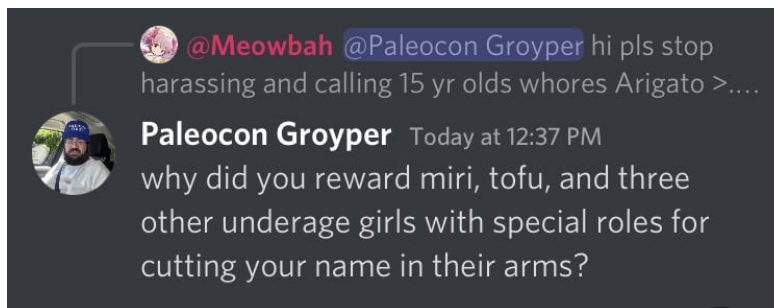 @Meowbah @Paleocon Groyper hi pls stop
harassing and calling 15 yr olds whores Arigato >....
Paleocon Groyper Today at 12:37 PM
why did you reward miri, tofu, and three
other underage girls with special roles for
cutting your name in their arms?